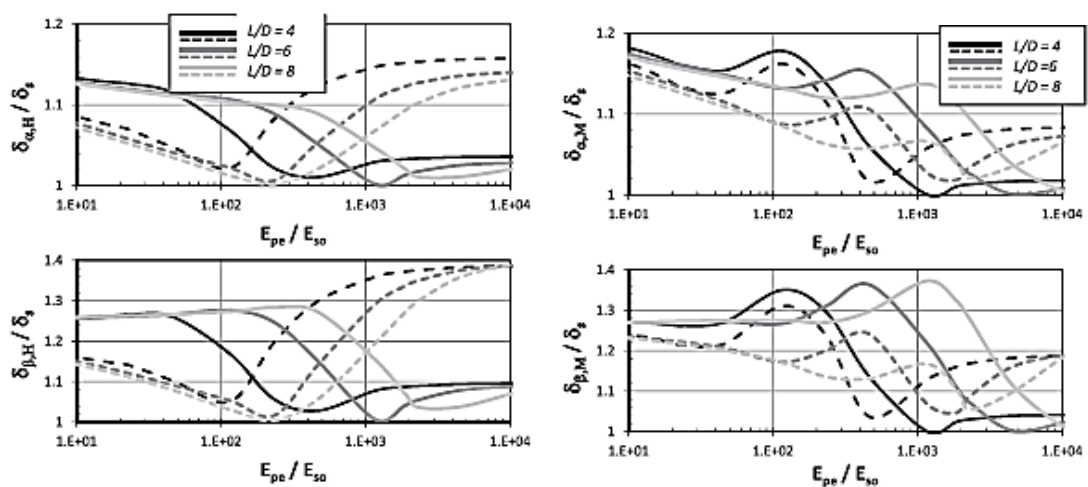 1.2
L/D = 4
L/D =6
L/D = 8
1.1
1
δα,H / δs
1.E+01
1.E+02
1.E+03
1.E+04
Epe / Eso
1.2
L/D = 4
L/D =6
L/D = 8
1.1
1
δα,M / δs
1.E+01
1.E+02
1.E+03
1.E+04
Epe / Eso
1.4
1.3
1.2
1.1
1
δβ,H / δs
1.E+01
1.E+02
1.E+03
1.E+04
Epe / Eso
1.4
1.3
1.2
1.1
1
δβ,M / δs
1.E+01
1.E+02
1.E+03
1.E+04
Epe / Eso